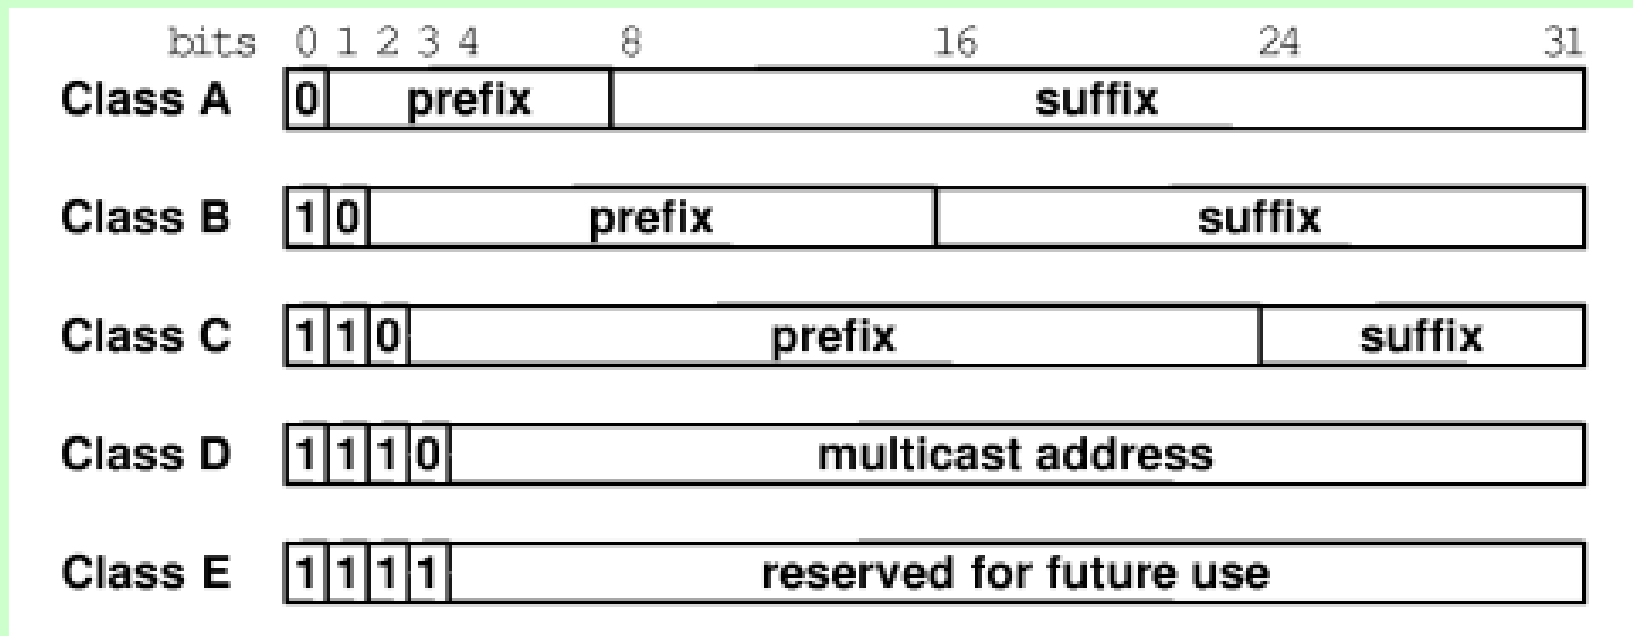 bits 0 1 2 3 4 8 16 24 31
Class A 0 prefix suffix
Class B 1 0 prefix suffix
Class C 1 1 0 prefix suffix
Class D 1 1 1 0 multicast address
Class E 1 1 1 1 reserved for future use